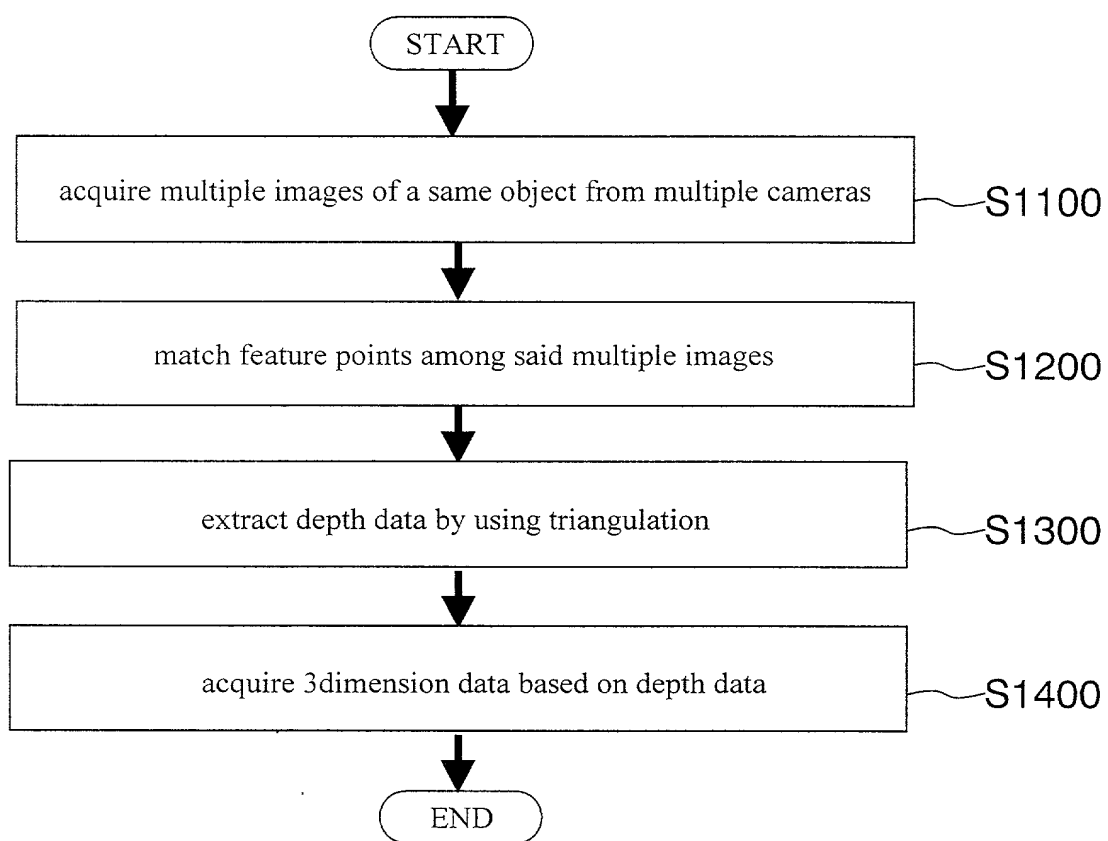 START
acquire multiple images of a same object from multiple cameras
S1100
match feature points among said multiple images
S1200
extract depth data by using triangulation
S1300
acquire 3dimension data based on depth data
S1400
END